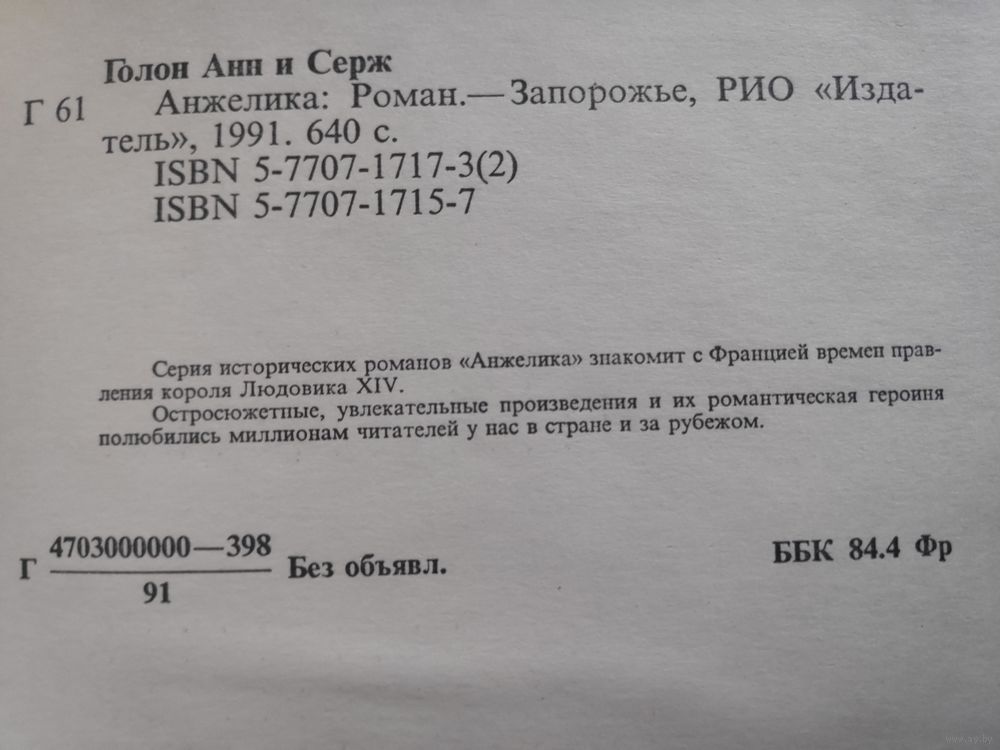 Голон Анн и Серж
Г 61 Анжелика: Роман.— Запорожье, РИО «Изда-
тель», 1991. 640 с.
ISBN 5-7707-1717-3(2)
ISBN 5-7707-1715-7
Серия исторических романов «Анжелика» знакомит с Францией времен прав-
ления короля Людовика XIV.
Остросюжетные, увлекательные произведения и их романтическая героиня
полюбились миллионам читателей у нас в стране и за рубежом.
4703000000—398
Г Без объявл. ББК 84.4 Фр
91
www.ay.by